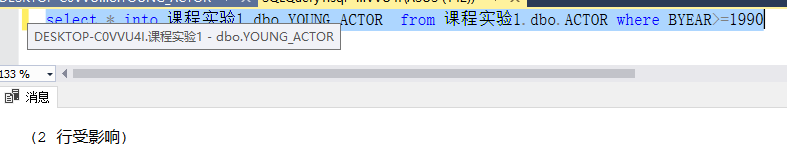 select * into 课程实验1.dbo.YOUNG_ACTOR from 课程实验1.dbo.ACTOR where BYEAR>=1990
DESKTOP-C0VVU4I.课程实验1 - dbo.YOUNG_ACTOR
133 %
消息
(2 行受影响)